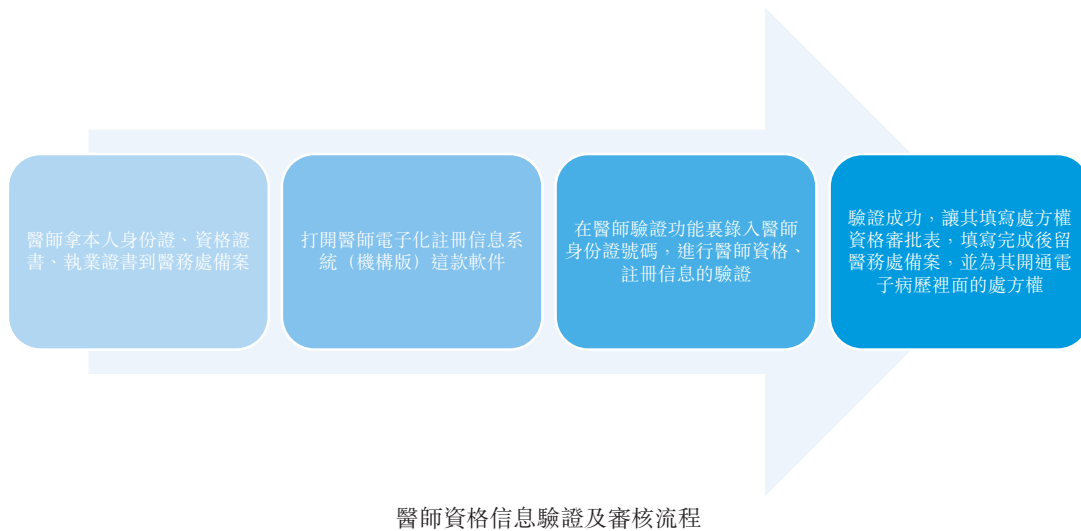 醫師拿本人身份證、資格證
書、執業證書到醫務處備案
打開醫師電子化註冊信息系
統（機構版）這款軟件
在醫師驗證功能裏錄入醫師
身份證號碼，進行醫師資格、
註冊信息的驗證
驗證成功，讓其填寫處方權
資格審批表，填寫完成後留
醫務處備案，並為其開通電
子病歷裡面的處方權
醫師資格信息驗證及審核流程